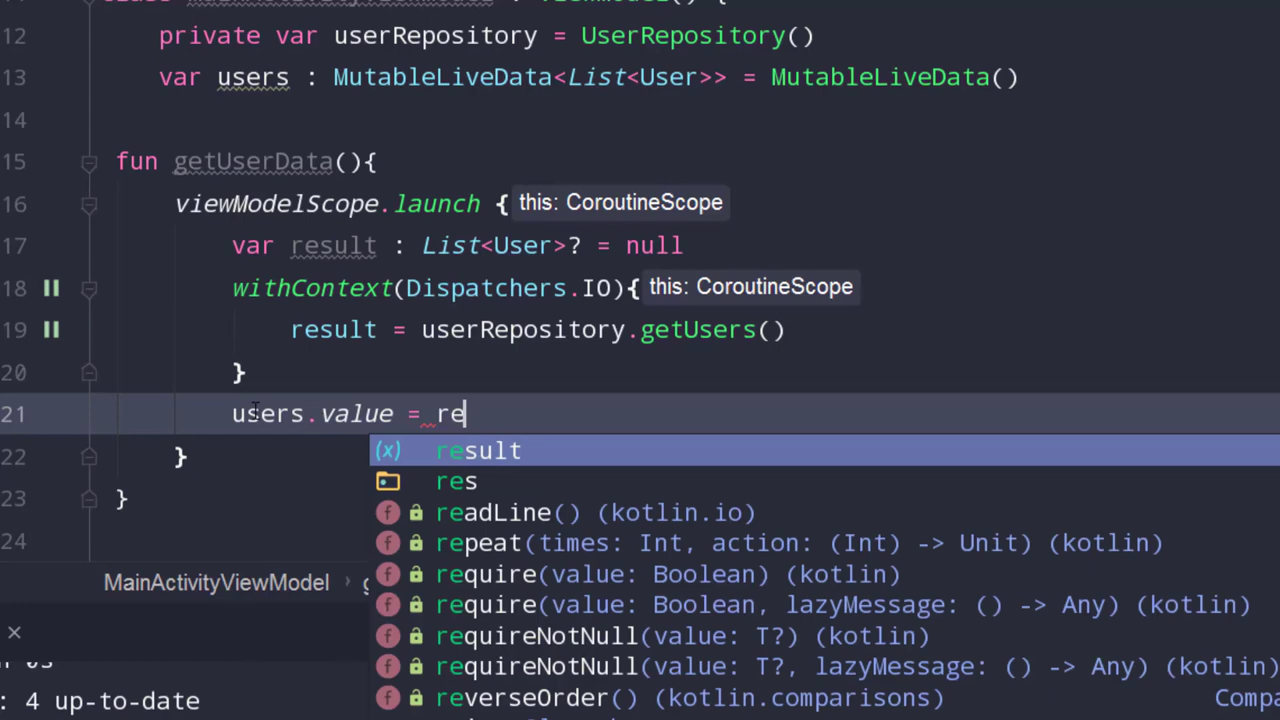 12 private var userRepository = UserRepository()
13 var users : MutableLiveData<List<User>> = MutableLiveData()
14
15 fun getUserData(){
16 viewModelScope.launch { this: CoroutineScope
17 var result : List<User>? = null
18 withContext(Dispatchers.IO){ this: CoroutineScope
19 result = userRepository.getUsers()
20 }
21 users.value = re
22 }
23 }
24
result
res
readLine() (kotlin.io)
repeat(times: Int, action: (Int) -> Unit) (kotlin)
require(value: Boolean) (kotlin)
require(value: Boolean, lazyMessage: () -> Any) (kotlin)
requireNotNull(value: T?) (kotlin)
requireNotNull(value: T?, lazyMessage: () -> Any) (kotlin)
reverseOrder() (kotlin.comparisons) Compa
MainActivityViewModel › g
: 4 up-to-date